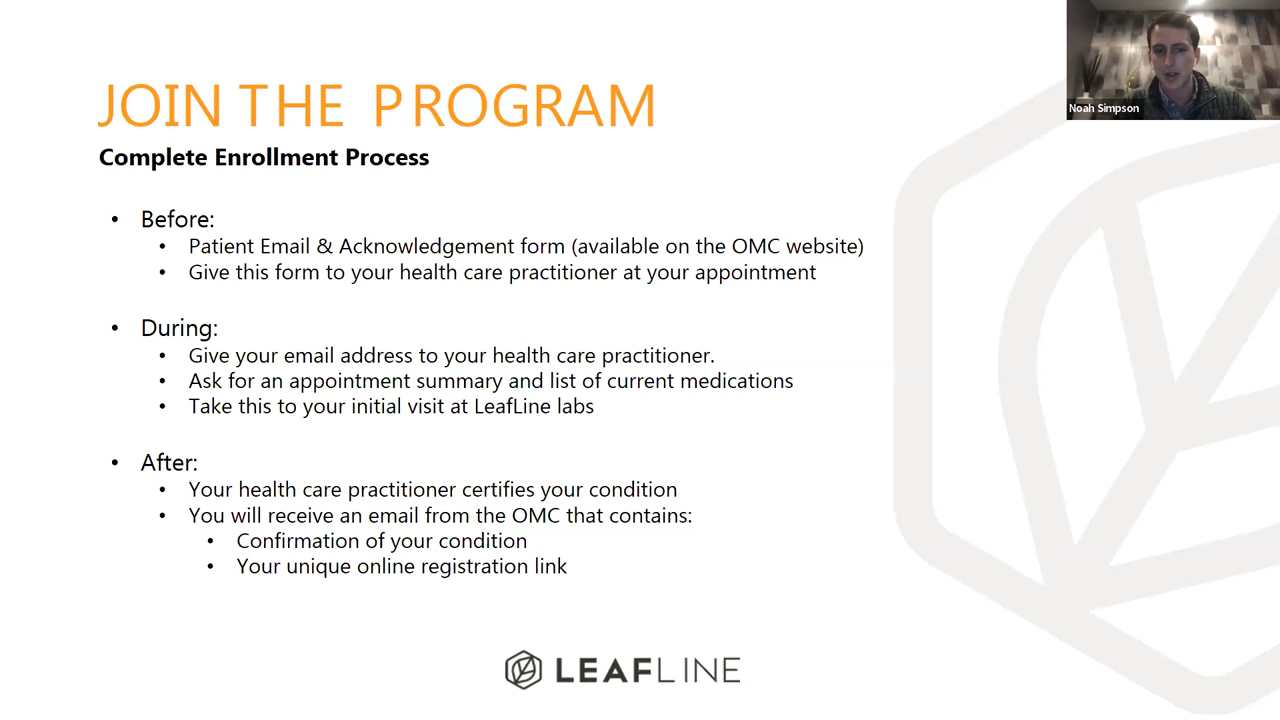 JOIN THE PROGRAM
Noah Simpson
Complete Enrollment Process
• Before:
• Patient Email & Acknowledgement form (available on the OMC website)
• Give this form to your health care practitioner at your appointment
• During:
• Give your email address to your health care practitioner.
• Ask for an appointment summary and list of current medications
• Take this to your initial visit at LeafLine labs
• After:
• Your health care practitioner certifies your condition
• You will receive an email from the OMC that contains:
• Confirmation of your condition
• Your unique online registration link
LEAFLINE